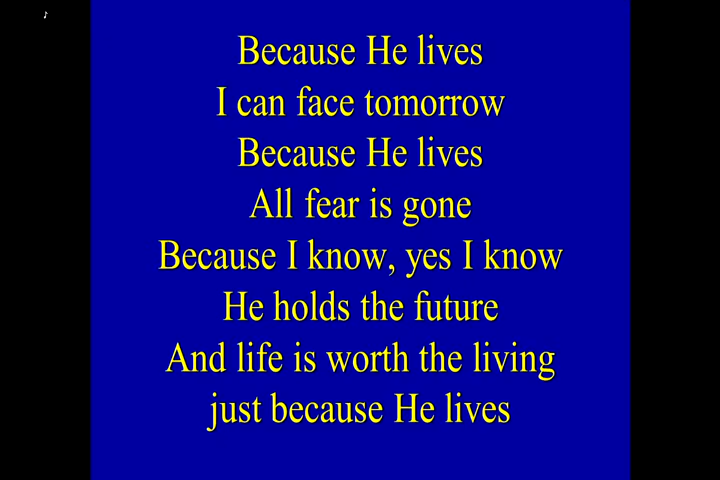 ♪
Because He lives
I can face tomorrow
Because He lives
All fear is gone
Because I know, yes I know
He holds the future
And life is worth the living
just because He lives